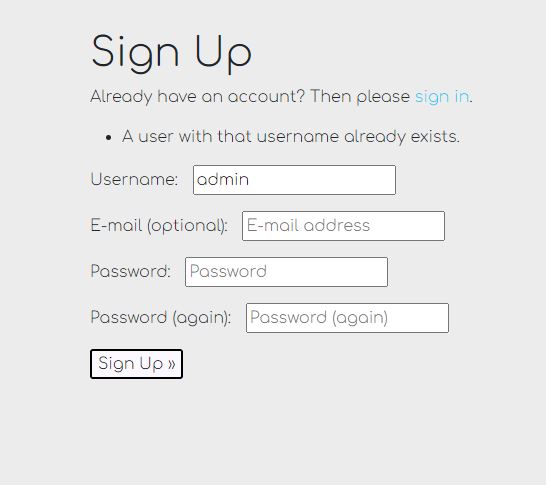 Sign Up
Already have an account? Then please sign in.
• A user with that username already exists.
Username: admin
E-mail (optional): E-mail address
Password: Password
Password (again): Password (again)
Sign Up »